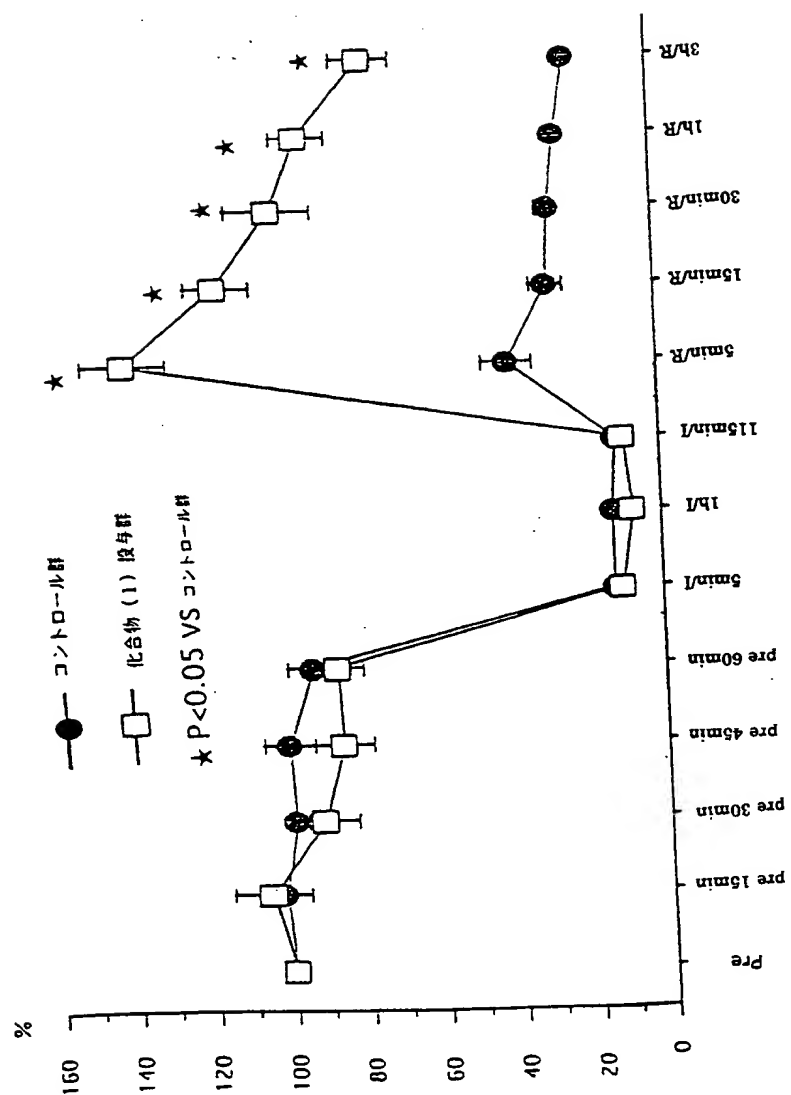 %
160
120
100
80
60
40
20
0
コントロール群
化合物 (1) 投与群
★ P<0.05 VS コントロール群
★
★
★
★
★
Pre
pre 15min
pre 30min
pre 45min
pre 60min
5min/I
1h/I
115min/I
5min/R
15min/R
30min/R
1h/R
3h/R